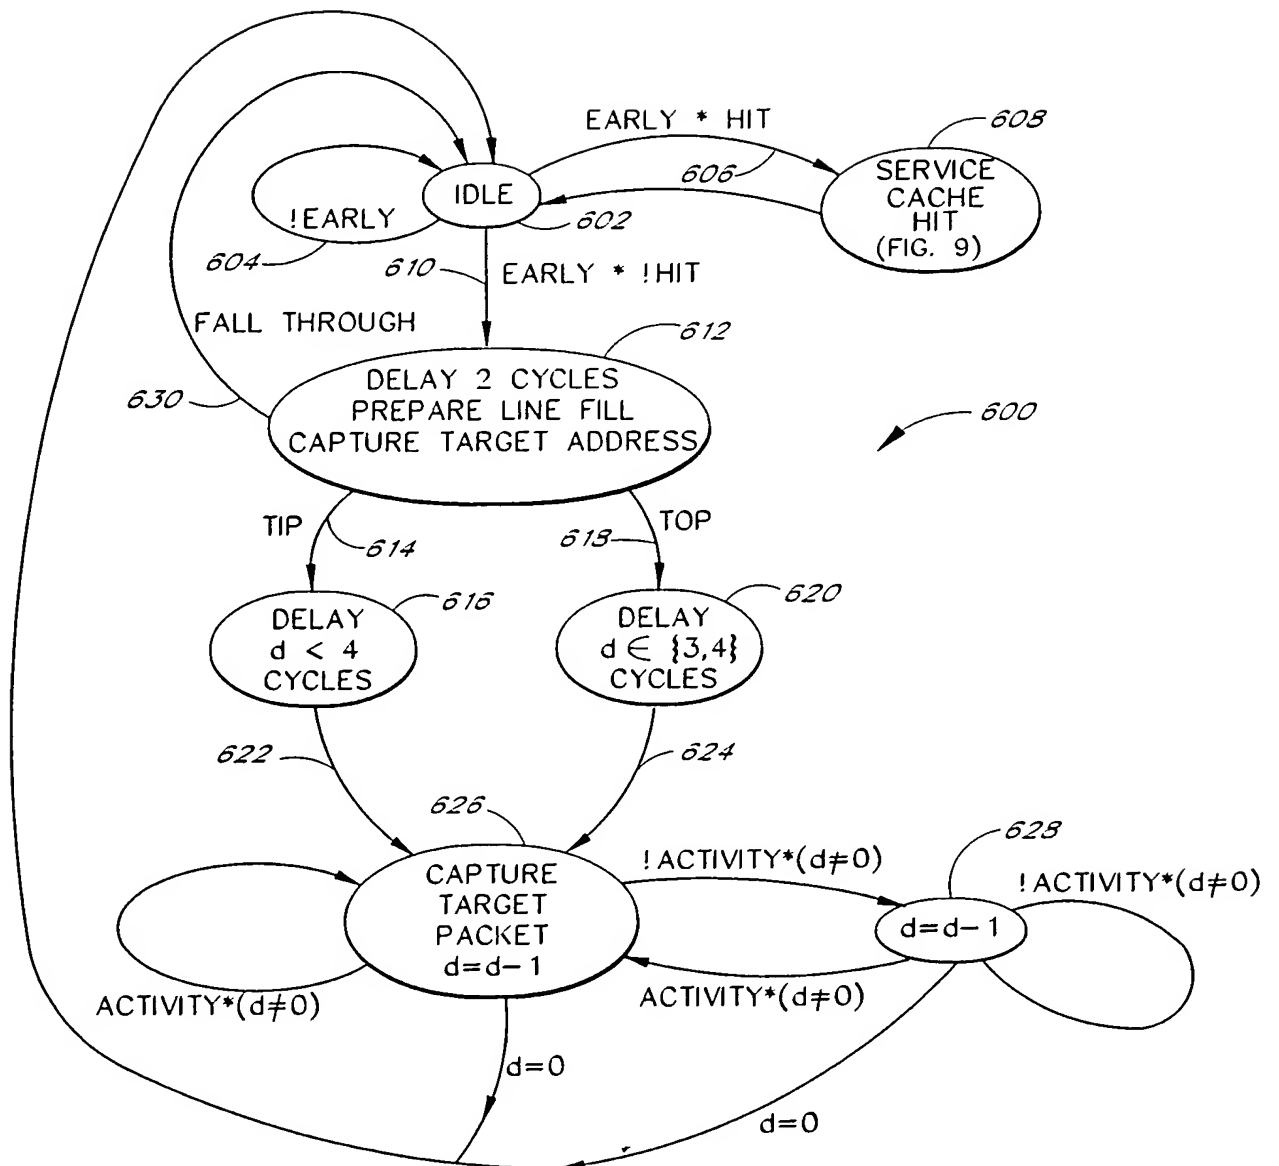 EARLY * HIT
608
606
SERVICE
CACHE
HIT
(FIG. 9)
IDLE
!EARLY
602
604
610
EARLY * !HIT
FALL THROUGH
612
630
DELAY 2 CYCLES
PREPARE LINE FILL
CAPTURE TARGET ADDRESS
600
TIP
614
618
TOP
616
620
DELAY
d < 4
CYCLES
DELAY
d ∈ {3,4}
CYCLES
622
624
626
628
CAPTURE
TARGET
PACKET
d=d-1
!ACTIVITY*(d≠0)
!ACTIVITY*(d≠0)
d=d-1
ACTIVITY*(d≠0)
ACTIVITY*(d≠0)
d=0
d=0